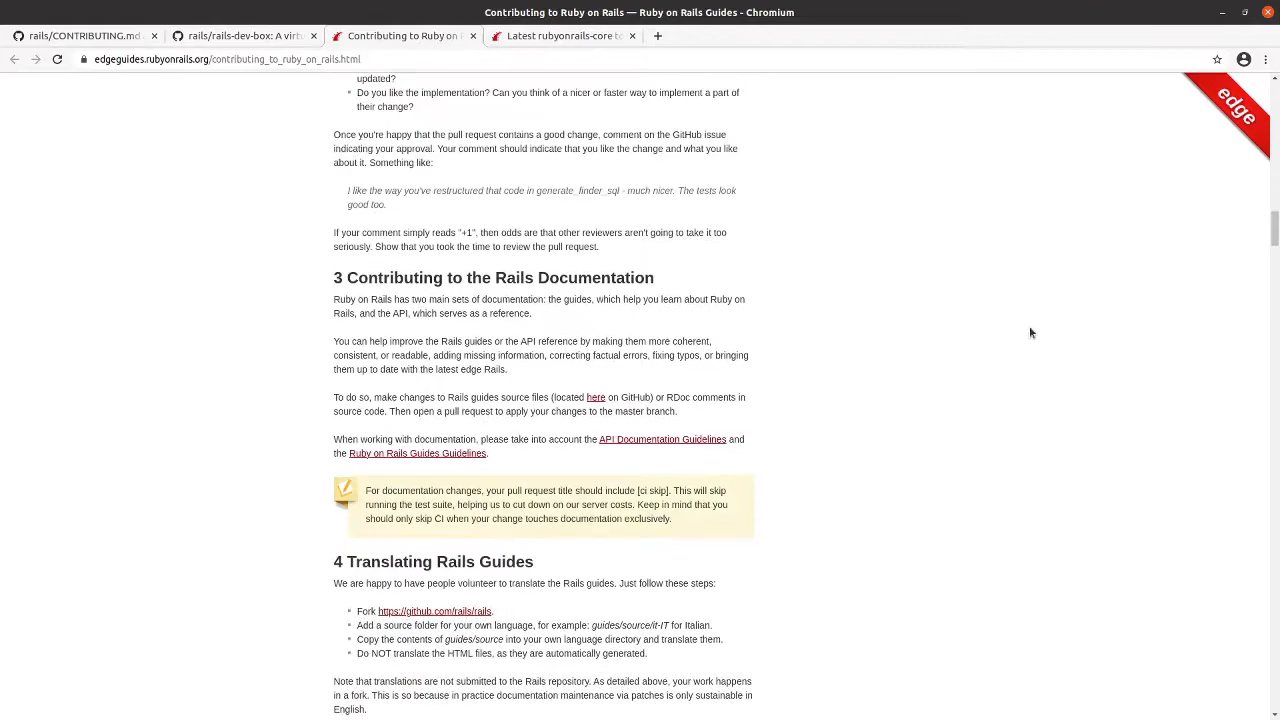 Contributing to Ruby on Rails — Ruby on Rails Guides - Chromium
rails/CONTRIBUTING.md
rails/rails-dev-box: A virtu
Contributing to Ruby on
Latest rubyonrails-core to
edgeguides.rubyonrails.org/contributing_to_ruby_on_rails.html
edge
updated?
Do you like the implementation? Can you think of a nicer or faster way to implement a part of
their change?
Once you're happy that the pull request contains a good change, comment on the GitHub issue
indicating your approval. Your comment should indicate that you like the change and what you like
about it. Something like:
I like the way you've restructured that code in generate_finder_sql - much nicer. The tests look
good too.
If your comment simply reads "+1", then odds are that other reviewers aren't going to take it too
seriously. Show that you took the time to review the pull request.
3 Contributing to the Rails Documentation
Ruby on Rails has two main sets of documentation: the guides, which help you learn about Ruby on
Rails, and the API, which serves as a reference.
You can help improve the Rails guides or the API reference by making them more coherent,
consistent, or readable, adding missing information, correcting factual errors, fixing typos, or bringing
them up to date with the latest edge Rails.
To do so, make changes to Rails guides source files (located here on GitHub) or RDoc comments in
source code. Then open a pull request to apply your changes to the master branch.
When working with documentation, please take into account the API Documentation Guidelines and
the Ruby on Rails Guides Guidelines.
For documentation changes, your pull request title should include [ci skip]. This will skip
running the test suite, helping us to cut down on our server costs. Keep in mind that you
should only skip CI when your change touches documentation exclusively.
4 Translating Rails Guides
We are happy to have people volunteer to translate the Rails guides. Just follow these steps:
Fork https://github.com/rails/rails.
Add a source folder for your own language, for example: guides/source/it-IT for Italian.
Copy the contents of guides/source into your own language directory and translate them.
Do NOT translate the HTML files, as they are automatically generated.
Note that translations are not submitted to the Rails repository. As detailed above, your work happens
in a fork. This is so because in practice documentation maintenance via patches is only sustainable in
English.